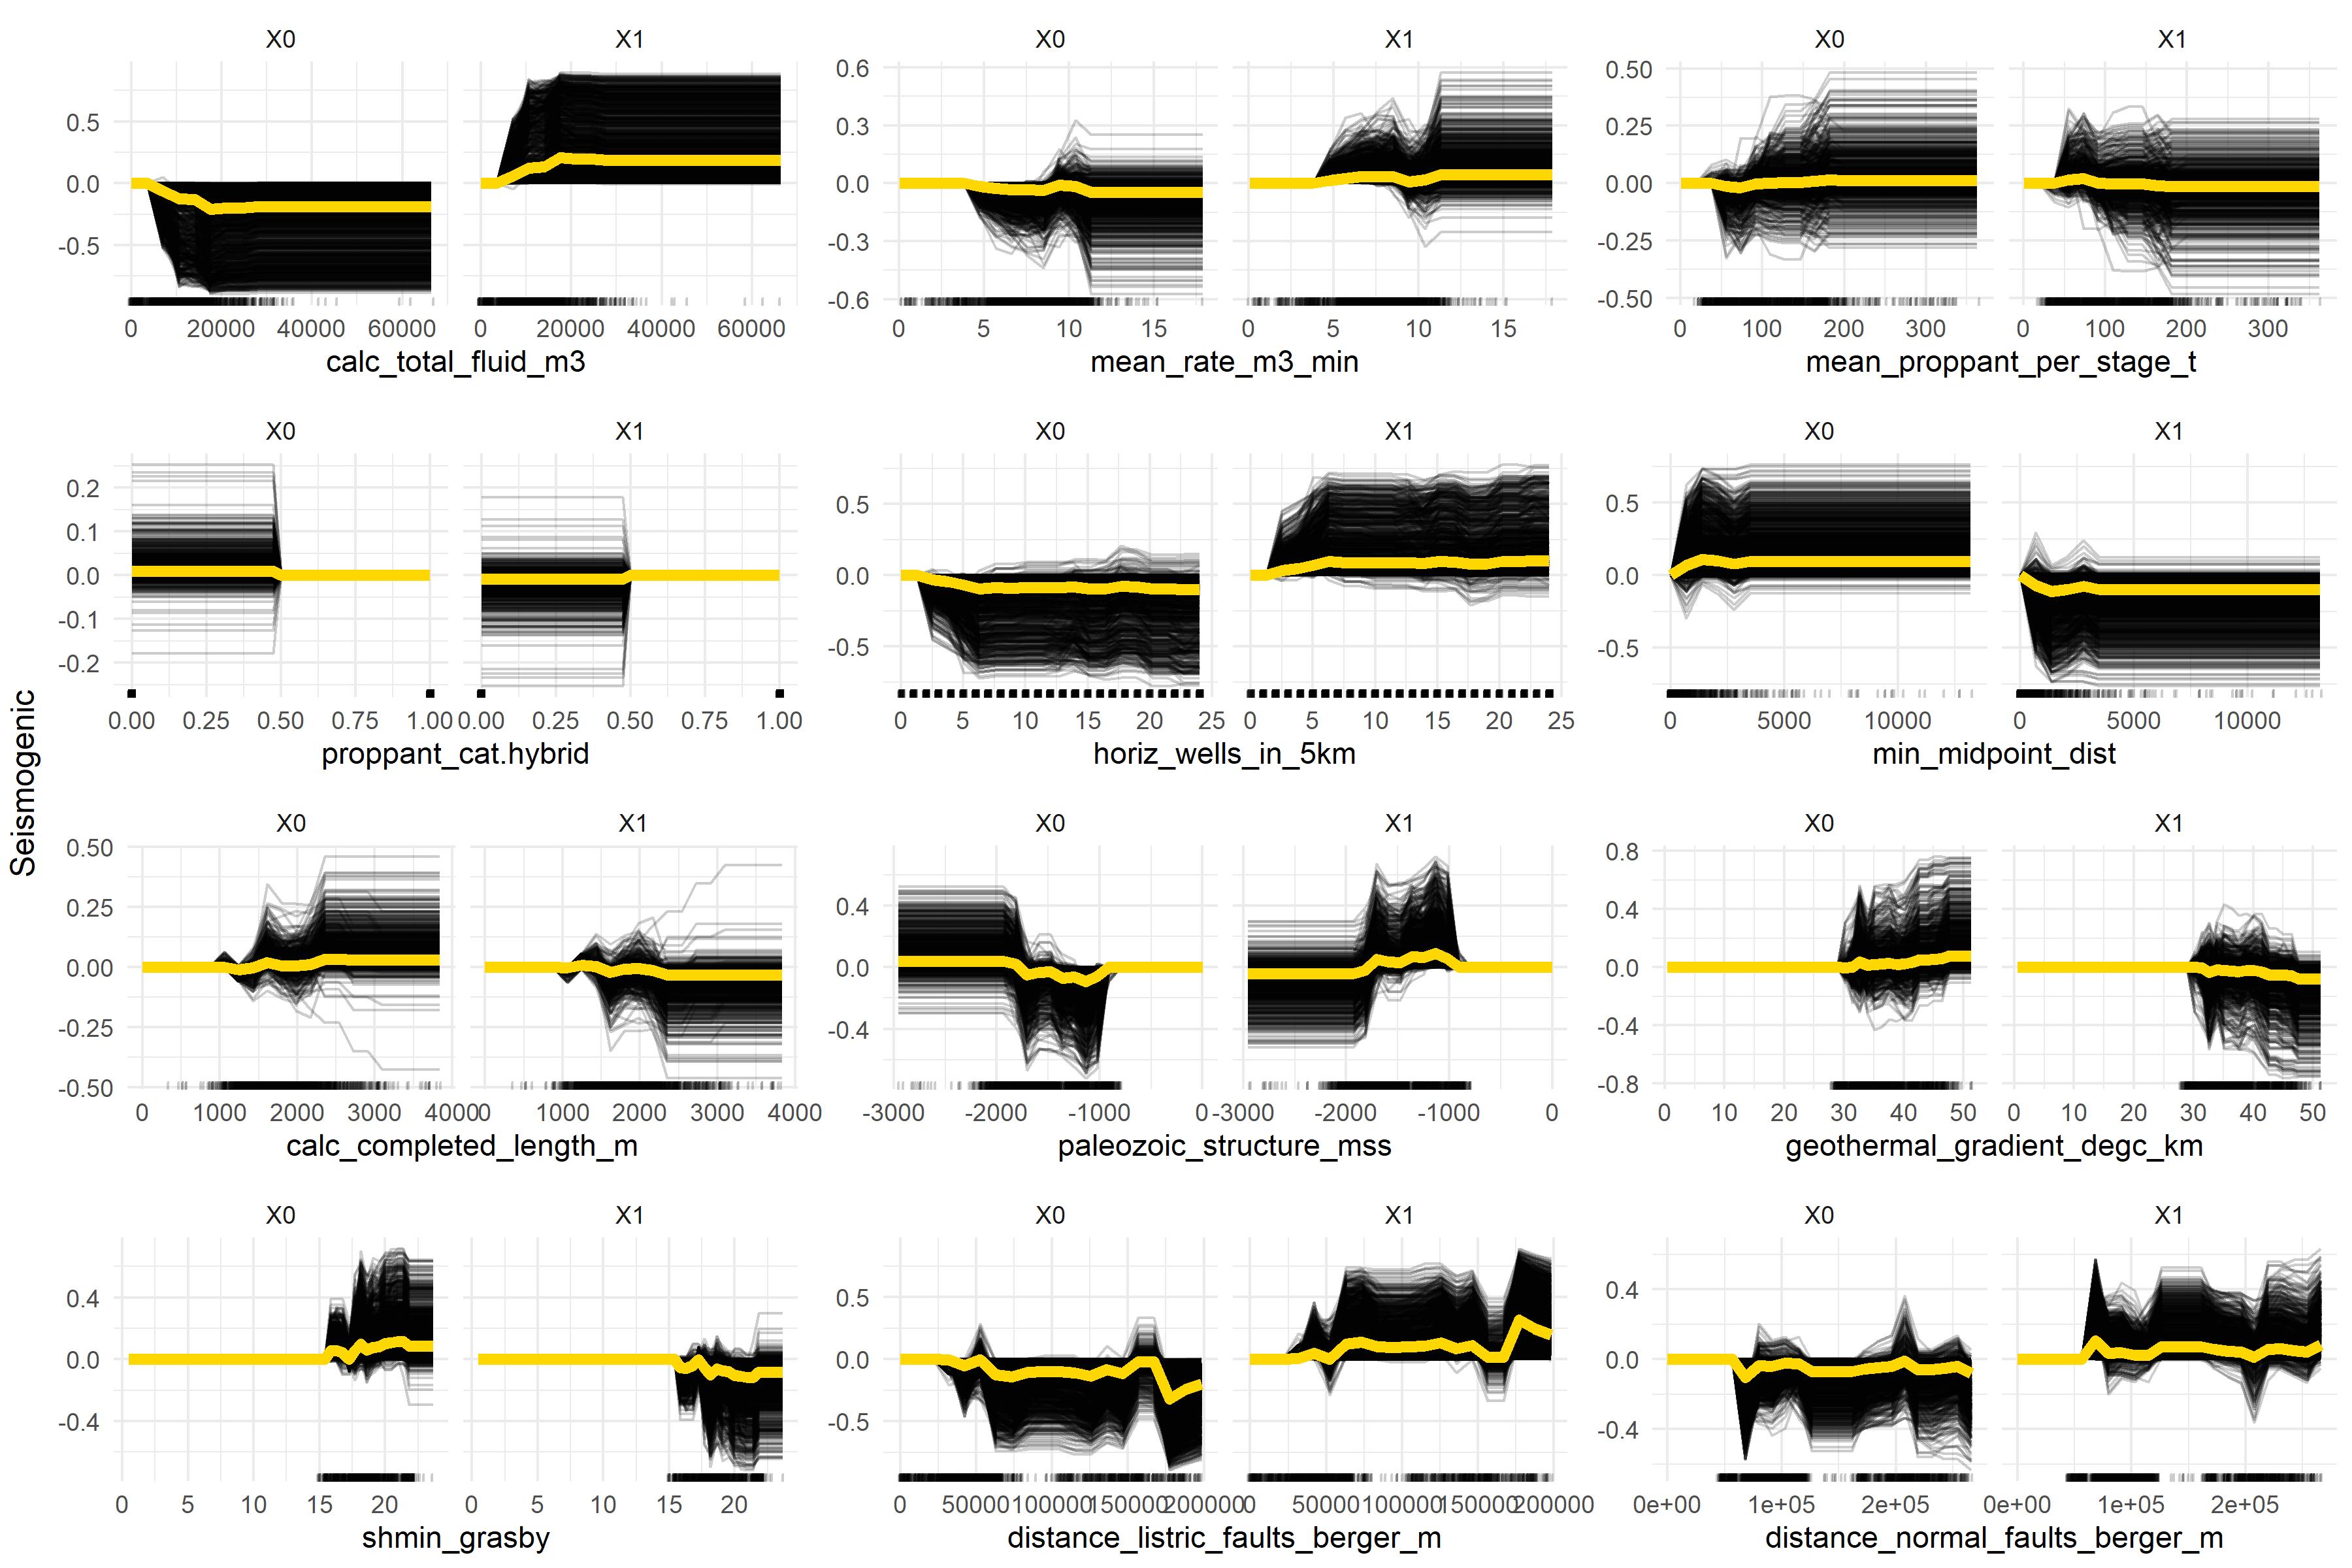 X0 X1 X0 X1 X0 X1
0.5 0.0 -0.5
0.6 0.3 0.0 -0.3 -0.6
0.50 0.25 0.00 -0.25 -0.50
0 20000 40000 60000 0 20000 40000 60000
0 5 10 15 0 5 10 15
0 100 200 300 0 100 200 300
calc_total_fluid_m3 mean_rate_m3_min mean_proppant_per_stage_t
X0 X1 X0 X1 X0 X1
0.2 0.1 0.0 -0.1 -0.2
0.5 0.0 -0.5
0.5 0.0 -0.5
0.00 0.25 0.50 0.75 1.00 0.00 0.25 0.50 0.75 1.00
0 5 10 15 20 25 0 5 10 15 20 25
0 5000 10000 0 5000 10000
proppant_cat.hybrid horiz_wells_in_5km min_midpoint_dist
Seismogenic
X0 X1 X0 X1 X0 X1
0.50 0.25 0.00 -0.25 -0.50
0.4 0.0 -0.4
0.8 0.4 0.0 -0.4 -0.8
0 1000 2000 3000 4000 0 1000 2000 3000 4000
-3000 -2000 -1000 0 -3000 -2000 -1000 0
0 10 20 30 40 50 0 10 20 30 40 50
calc_completed_length_m paleozoic_structure_mss geothermal_gradient_degc_km
X0 X1 X0 X1 X0 X1
0.4 0.0 -0.4
0.5 0.0 -0.5
0.4 0.0 -0.4
0 5 10 15 20 0 5 10 15 20
0 50000 100000 150000 200000 0 50000 100000 150000 200000
0e+00 1e+05 2e+05 0e+00 1e+05 2e+05
shmin_grasby distance_listric_faults_berger_m distance_normal_faults_berger_m